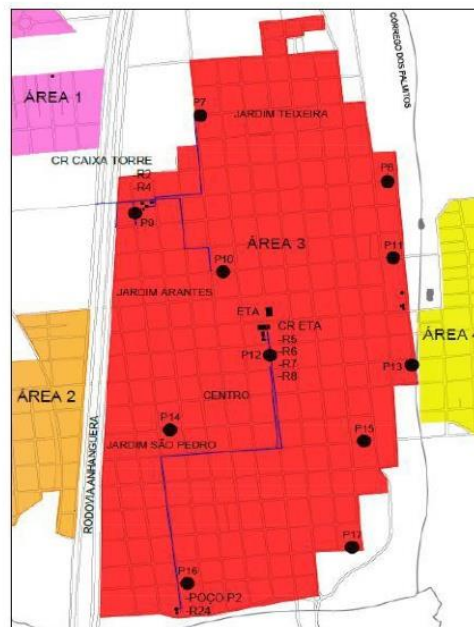 ÁREA 1
P7
JARDIM TEIXEIRA
CÓRREGO DOS PALMITOS
CR CAIXA TORRE
-R2
-R4
P9
P11
ÁREA 3
P10
JARDIM ARANTES
ETA
CR ETA
-R5
-R6
-R7
-R8
P12
P13
ÁREA 4
ÁREA 2
CENTRO
P14
JARDIM SÃO PEDRO
P15
RODOVIA ANHANGUERA
P17
P16
-POÇO P2
-R24